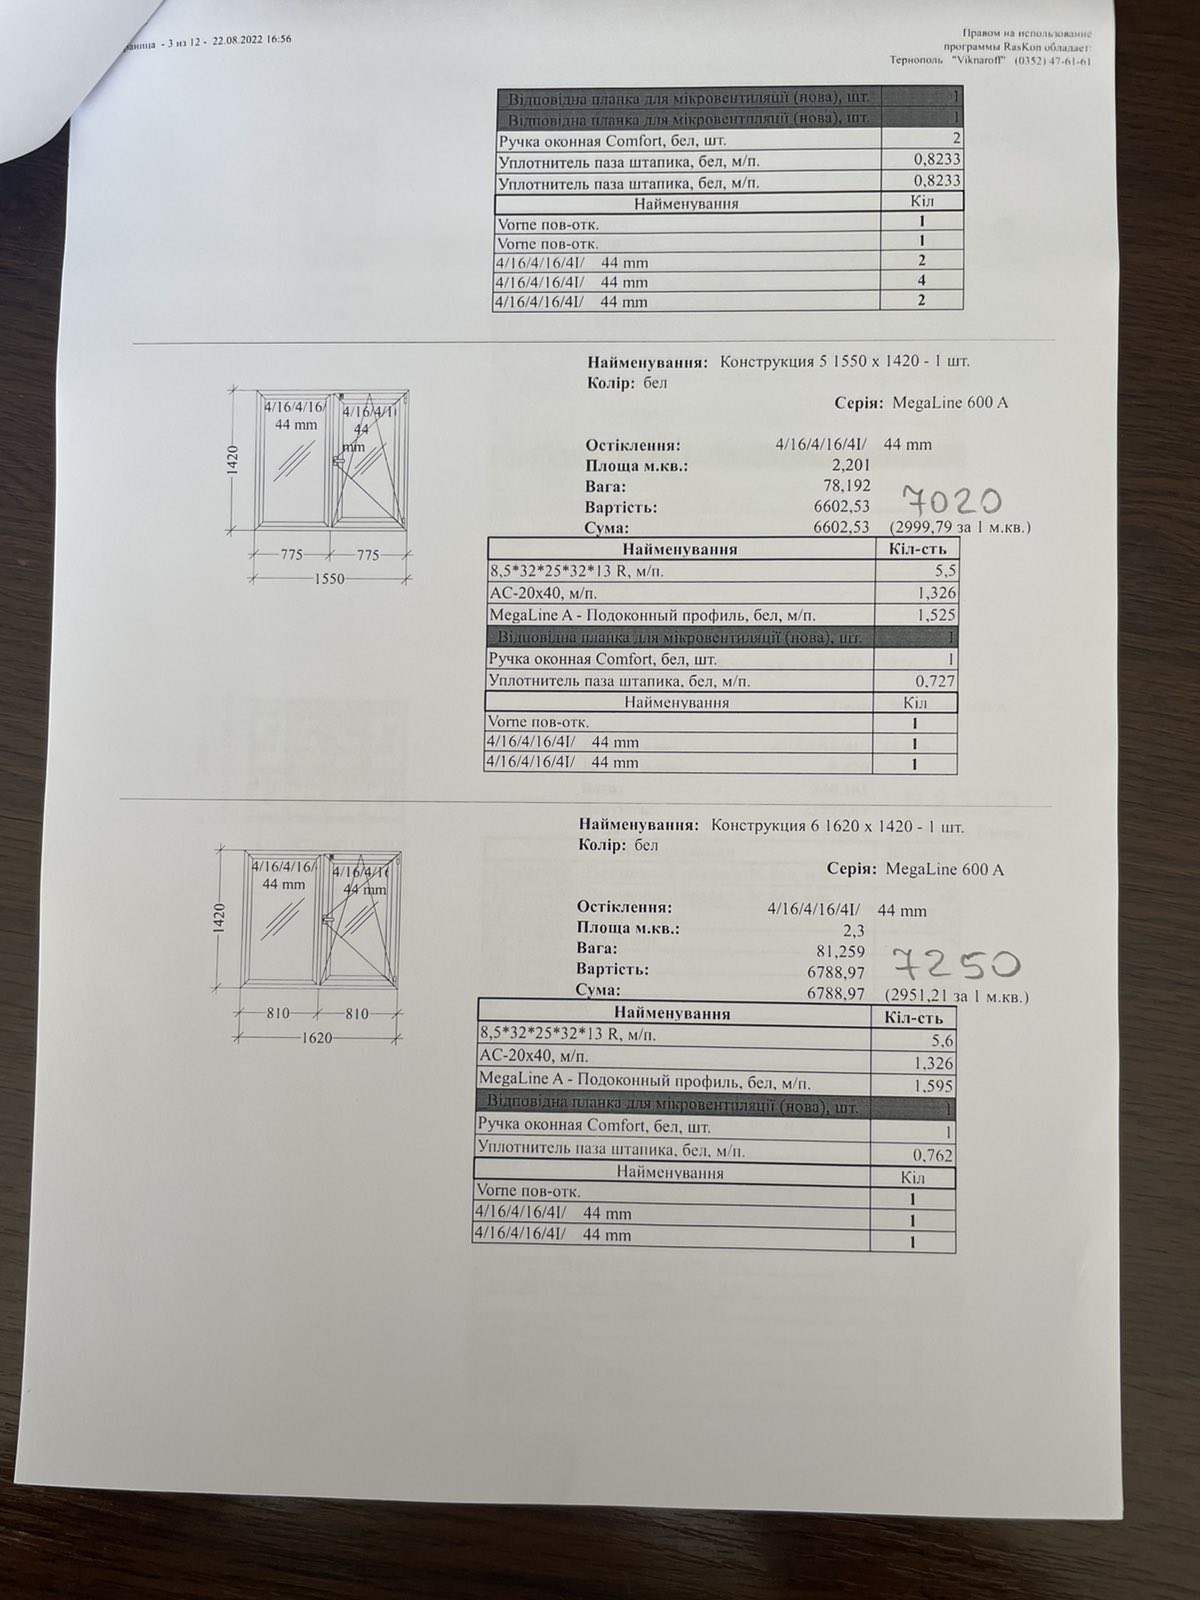 раница - 3 из 12 - 22.08.2022 16:56
Правом на использование
программы RasKon обладает:
Тернополь "Viknaroff" (0352) 47-61-61
Відповідна планка для мікровентиляції (нова), шт. 1
Відповідна планка для мікровентиляції (нова), шт. 1
Ручка оконная Comfort, бел, шт. 2
Уплотнитель паза штапика, бел, м/п. 0,8233
Уплотнитель паза штапика, бел, м/п. 0,8233
Найменування Кіл
Vorne пов-отк. 1
Vorne пов-отк. 1
4/16/4/16/4I/ 44 mm 2
4/16/4/16/4I/ 44 mm 4
4/16/4/16/4I/ 44 mm 2
Найменування: Конструкция 5 1550 x 1420 - 1 шт.
Колір: бел
Серія: MegaLine 600 A
4/16/4/16/
44 mm
4/16/4/1
44
mm
1420
775 775
1550
Остіклення: 4/16/4/16/4I/ 44 mm
Площа м.кв.: 2,201
Вага: 78,192
Вартість: 6602,53 7020
Сума: 6602,53 (2999,79 за 1 м.кв.)
Найменування Кіл-сть
8,5*32*25*32*13 R, м/п. 5,5
AC-20x40, м/п. 1,326
MegaLine A - Подоконный профиль, бел, м/п. 1,525
Відповідна планка для мікровентиляції (нова), шт. 1
Ручка оконная Comfort, бел, шт. 1
Уплотнитель паза штапика, бел, м/п. 0,727
Найменування Кіл
Vorne пов-отк. 1
4/16/4/16/4I/ 44 mm 1
4/16/4/16/4I/ 44 mm 1
Найменування: Конструкция 6 1620 x 1420 - 1 шт.
Колір: бел
Серія: MegaLine 600 A
4/16/4/16/
44 mm
4/16/4/16
44 mm
1420
810 810
1620
Остіклення: 4/16/4/16/4I/ 44 mm
Площа м.кв.: 2,3
Вага: 81,259
Вартість: 6788,97 7250
Сума: 6788,97 (2951,21 за 1 м.кв.)
Найменування Кіл-сть
8,5*32*25*32*13 R, м/п. 5,6
AC-20x40, м/п. 1,326
MegaLine A - Подоконный профиль, бел, м/п. 1,595
Відповідна планка для мікровентиляції (нова), шт. 1
Ручка оконная Comfort, бел, шт. 1
Уплотнитель паза штапика, бел, м/п. 0,762
Найменування Кіл
Vorne пов-отк. 1
4/16/4/16/4I/ 44 mm 1
4/16/4/16/4I/ 44 mm 1